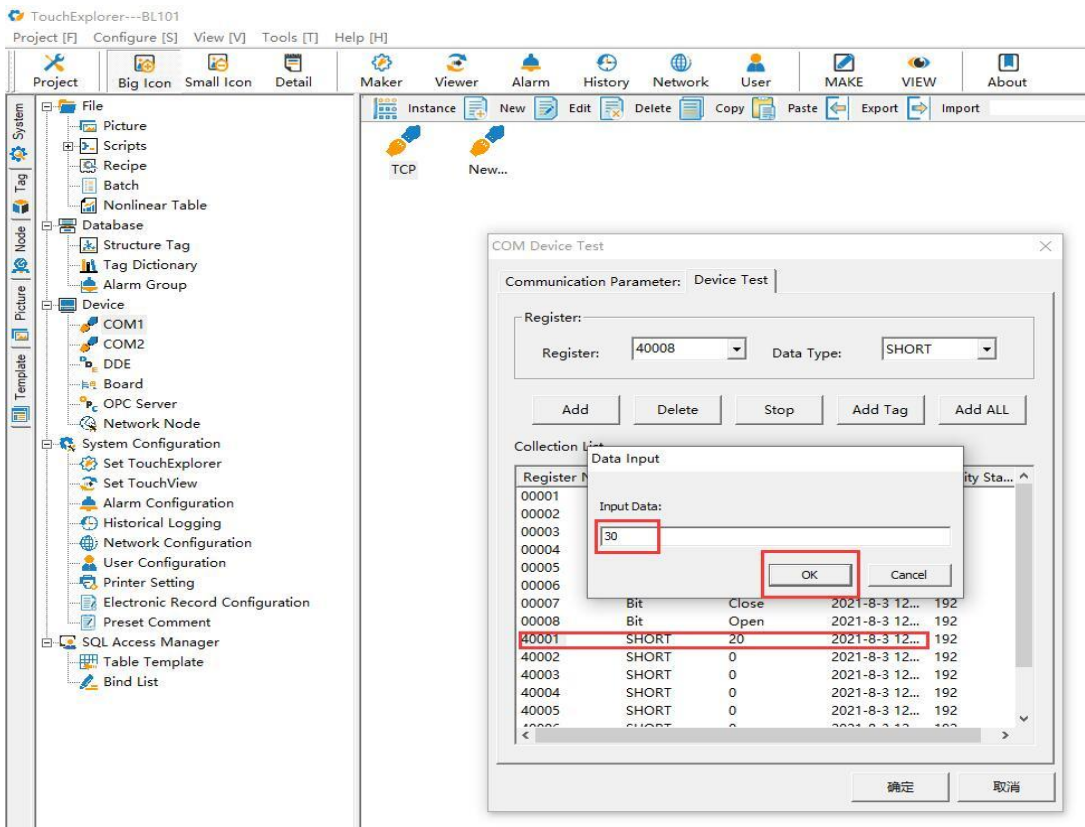 TouchExplorer---BL101
Project [F] Configure [S] View [V] Tools [T] Help [H]
Project Big Icon Small Icon Detail Maker Viewer Alarm History Network User MAKE VIEW About
System
Tag
Node
Picture
Template
File
Picture
Scripts
Recipe
Batch
Nonlinear Table
Database
Structure Tag
Tag Dictionary
Alarm Group
Device
COM1
COM2
DDE
Board
OPC Server
Network Node
System Configuration
Set TouchExplorer
Set TouchView
Alarm Configuration
Historical Logging
Network Configuration
User Configuration
Printer Setting
Electronic Record Configuration
Preset Comment
SQL Access Manager
Table Template
Bind List
Instance New Edit Delete Copy Paste Export Import
TCP New...
COM Device Test
Communication Parameter: Device Test
Register:
Register: 40008 Data Type: SHORT
Add Delete Stop Add Tag Add ALL
Collection
Register ity Sta...
00001
00002
00003
00004
00005
00006
Data Input
Input Data:
30
OK Cancel
00007 Bit Close 2021-8-3 12... 192
00008 Bit Open 2021-8-3 12... 192
40001 SHORT 20 2021-8-3 12... 192
40002 SHORT 0 2021-8-3 12... 192
40003 SHORT 0 2021-8-3 12... 192
40004 SHORT 0 2021-8-3 12... 192
40005 SHORT 0 2021-8-3 12... 192
确定 取消